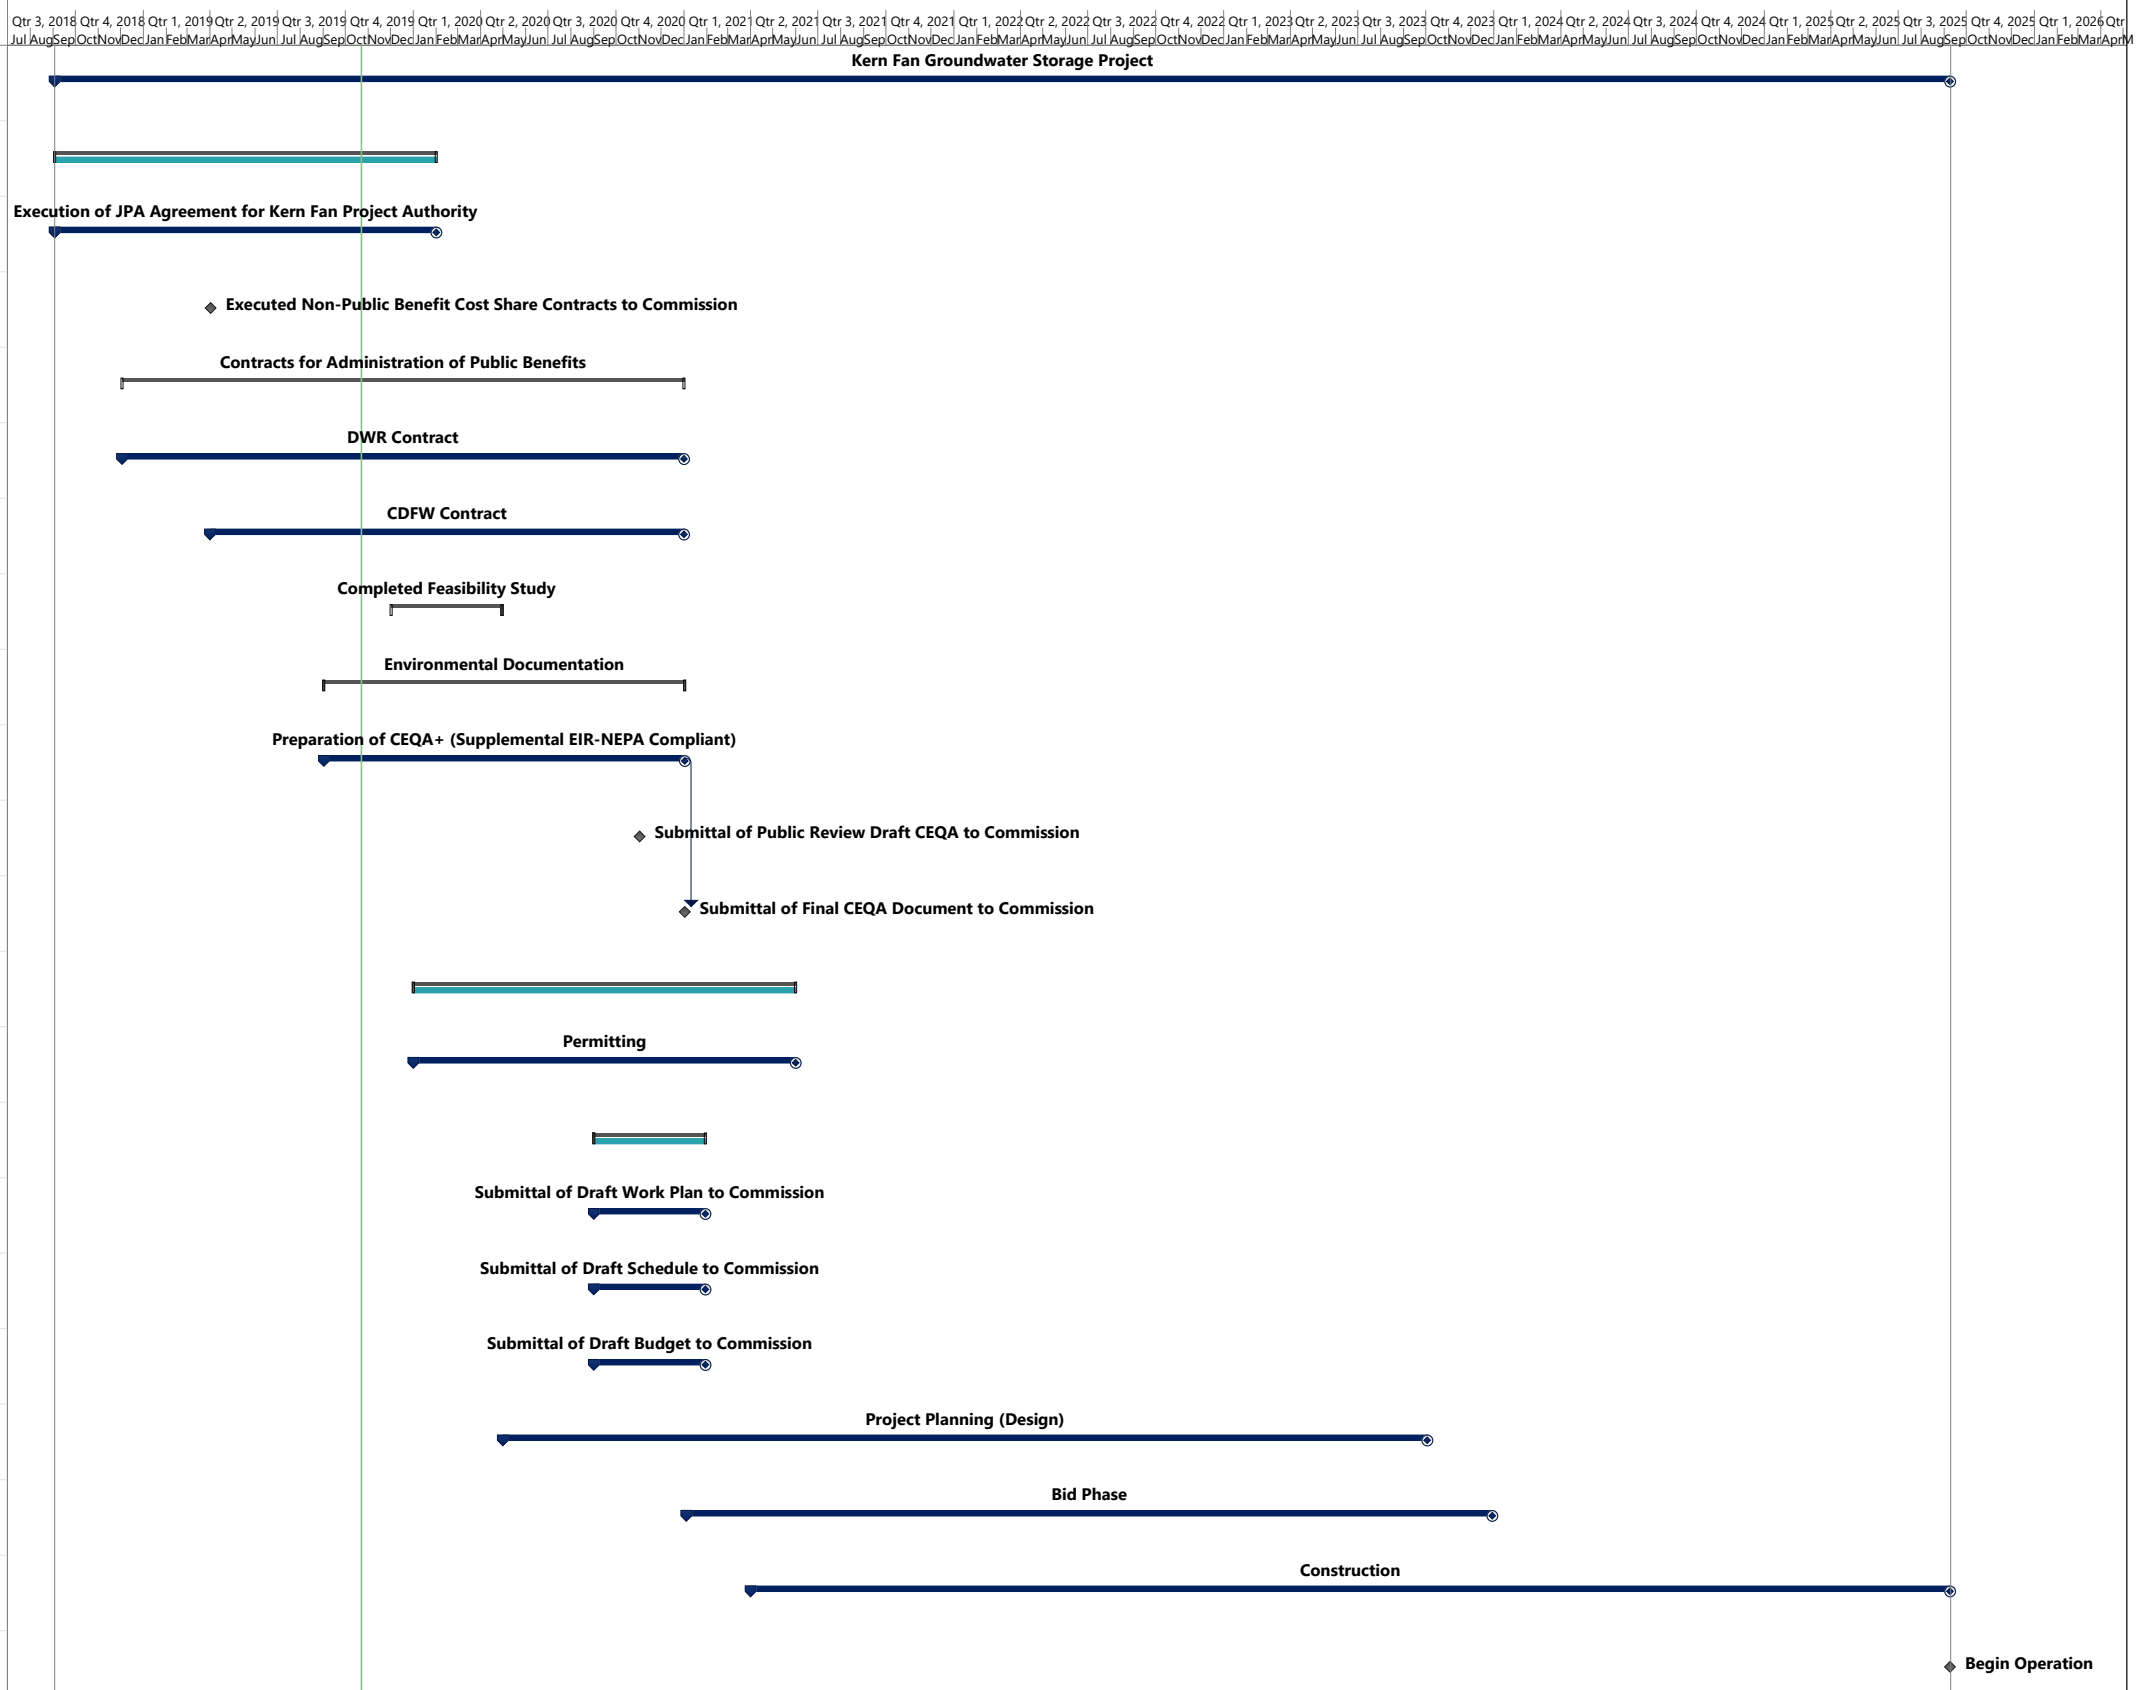 Qtr 3, 2018 Qtr 4, 2018 Qtr 1, 2019 Qtr 2, 2019 Qtr 3, 2019 Qtr 4, 2019 Qtr 1, 2020 Qtr 2, 2020 Qtr 3, 2020 Qtr 4, 2020 Qtr 1, 2021 Qtr 2, 2021 Qtr 3, 2021 Qtr 4, 2021 Qtr 1, 2022 Qtr 2, 2022 Qtr 3, 2022 Qtr 4, 2022 Qtr 1, 2023 Qtr 2, 2023 Qtr 3, 2023 Qtr 4, 2023 Qtr 1, 2024 Qtr 2, 2024 Qtr 3, 2024 Qtr 4, 2024 Qtr 1, 2025 Qtr 2, 2025 Qtr 3, 2025 Qtr 4, 2025 Qtr 1, 2026 Qtr
Jul Aug Sep Oct Nov Dec Jan Feb Mar Apr May Jun Jul Aug Sep Oct Nov Dec Jan Feb Mar Apr May Jun Jul Aug Sep Oct Nov Dec Jan Feb Mar Apr May Jun Jul Aug Sep Oct Nov Dec Jan Feb Mar Apr May Jun Jul Aug Sep Oct Nov Dec Jan Feb Mar Apr May Jun Jul Aug Sep Oct Nov Dec Jan Feb Mar Apr May Jun Jul Aug Sep Oct Nov Dec Jan Feb Mar Apr May Jun Jul Aug Sep Oct Nov Dec Jan Feb Mar Apr M
Kern Fan Groundwater Storage Project
Execution of JPA Agreement for Kern Fan Project Authority
Executed Non-Public Benefit Cost Share Contracts to Commission
Contracts for Administration of Public Benefits
DWR Contract
CDFW Contract
Completed Feasibility Study
Environmental Documentation
Preparation of CEQA+ (Supplemental EIR-NEPA Compliant)
Submittal of Public Review Draft CEQA to Commission
Submittal of Final CEQA Document to Commission
Permitting
Submittal of Draft Work Plan to Commission
Submittal of Draft Schedule to Commission
Submittal of Draft Budget to Commission
Project Planning (Design)
Bid Phase
Construction
Begin Operation